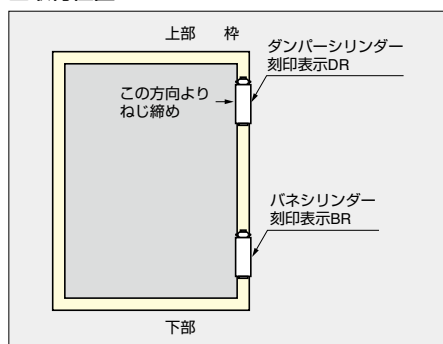 上部 枠
ダンパーシリンダー
刻印表示DR
この方向より
ねじ締め
バネシリンダー
刻印表示BR
下部